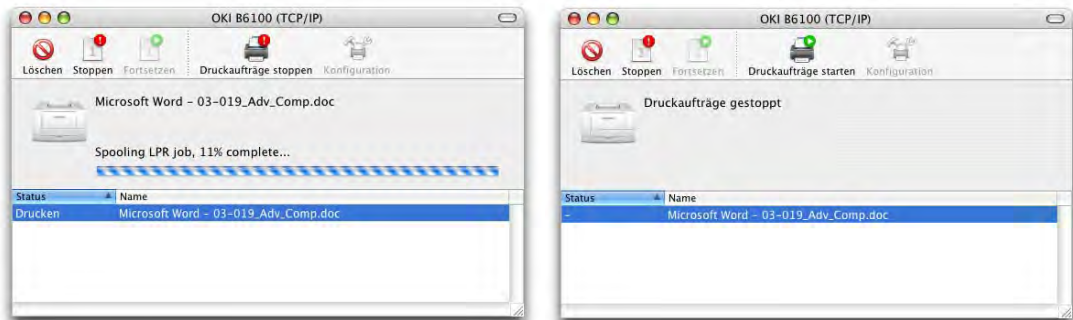 OKI B6100 (TCP/IP)
Löschen Stoppen Fortsetzen Druckaufträge stoppen Konfiguration
Microsoft Word - 03-019_Adv_Comp.doc
Spooling LPR job, 11% complete...
Status Name
Drucken Microsoft Word - 03-019_Adv_Comp.doc
OKI B6100 (TCP/IP)
Löschen Stoppen Fortsetzen Druckaufträge starten Konfiguration
Druckaufträge gestoppt
Status Name
- Microsoft Word - 03-019_Adv_Comp.doc